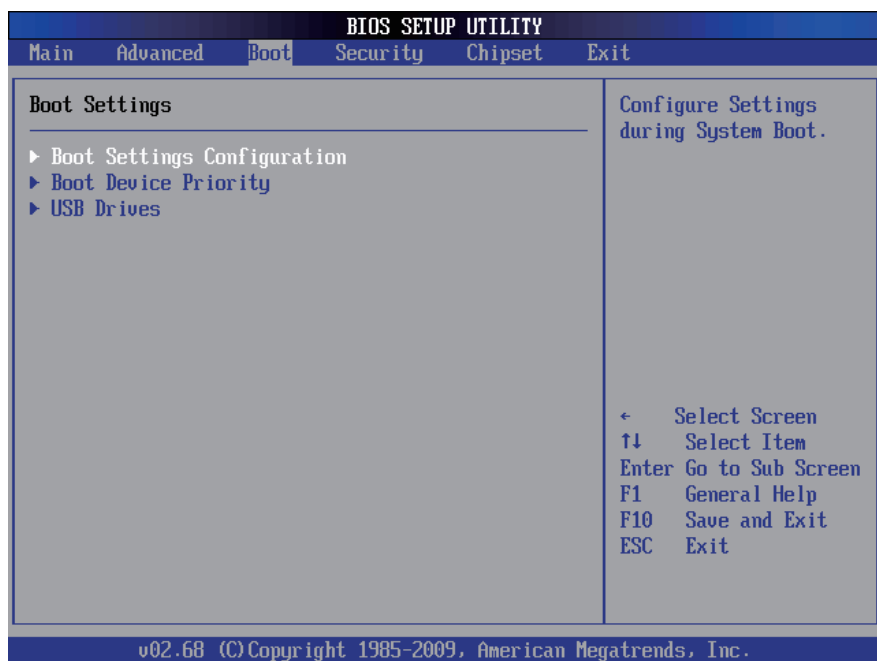 BIOS SETUP UTILITY
Main Advanced Boot Security Chipset Exit
Boot Settings
▶ Boot Settings Configuration
▶ Boot Device Priority
▶ USB Drives
Configure Settings
during System Boot.
← Select Screen
↑↓ Select Item
Enter Go to Sub Screen
F1 General Help
F10 Save and Exit
ESC Exit
v02.68 (C)Copyright 1985-2009, American Megatrends, Inc.